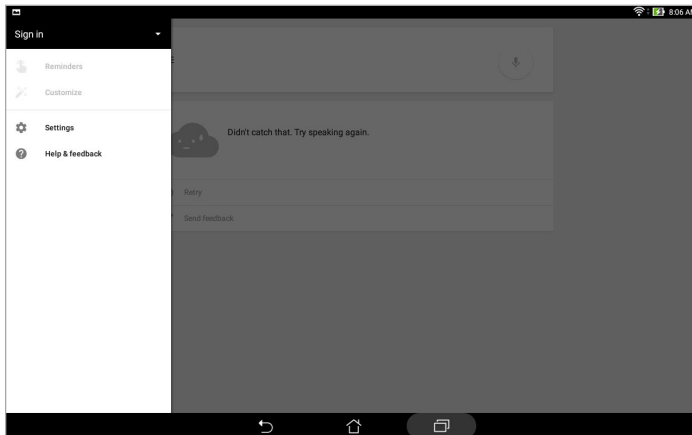 8:06 AM
Sign in
Reminders
Customize
Settings
Help & feedback
Didn't catch that. Try speaking again.
Retry
Send feedback